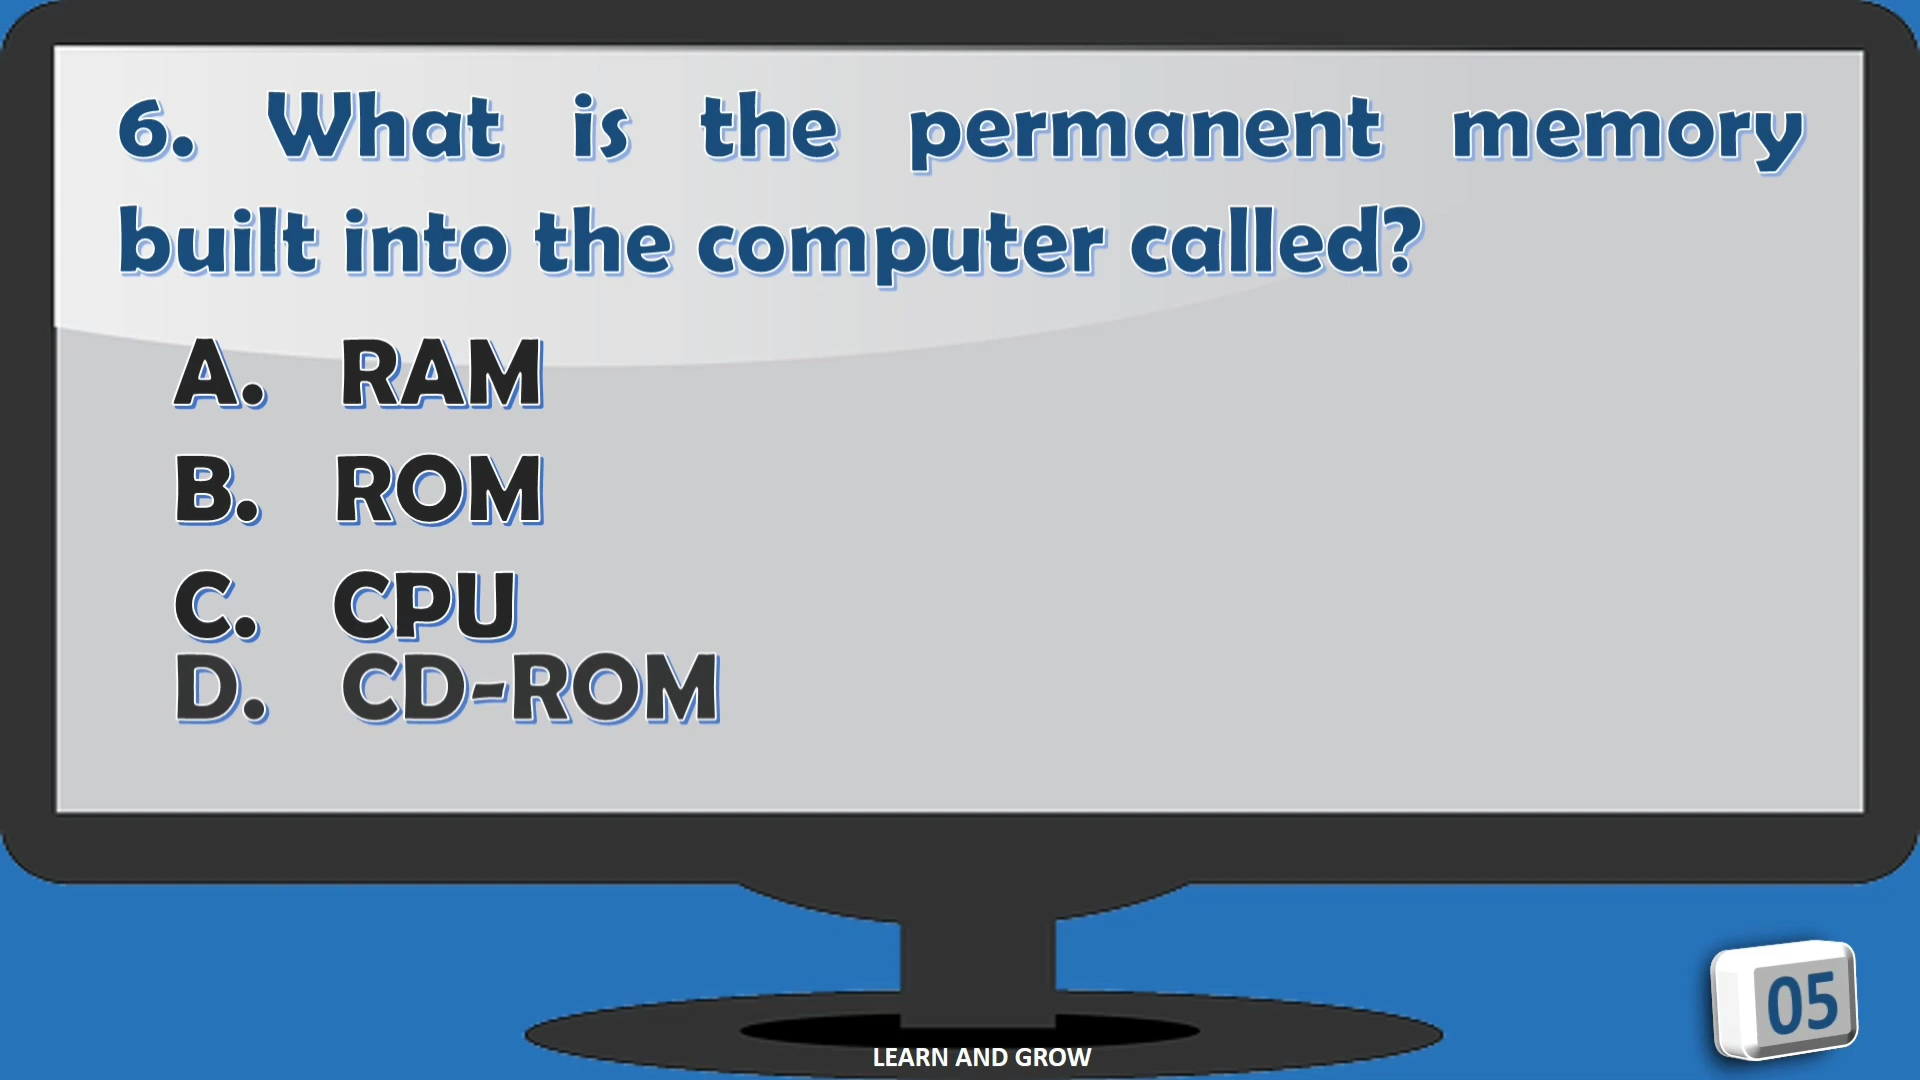 6. What is the permanent memory
built into the computer called?
A. RAM
B. ROM
C. CPU
D. CD-ROM
05
LEARN AND GROW